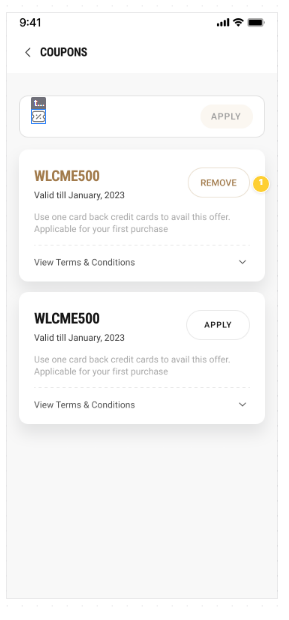 9:41
COUPONS
t...
APPLY
WLCME500
REMOVE
1
Valid till January, 2023
Use one card back credit cards to avail this offer.
Applicable for your first purchase
View Terms & Conditions
WLCME500
APPLY
Valid till January, 2023
Use one card back credit cards to avail this offer.
Applicable for your first purchase
View Terms & Conditions